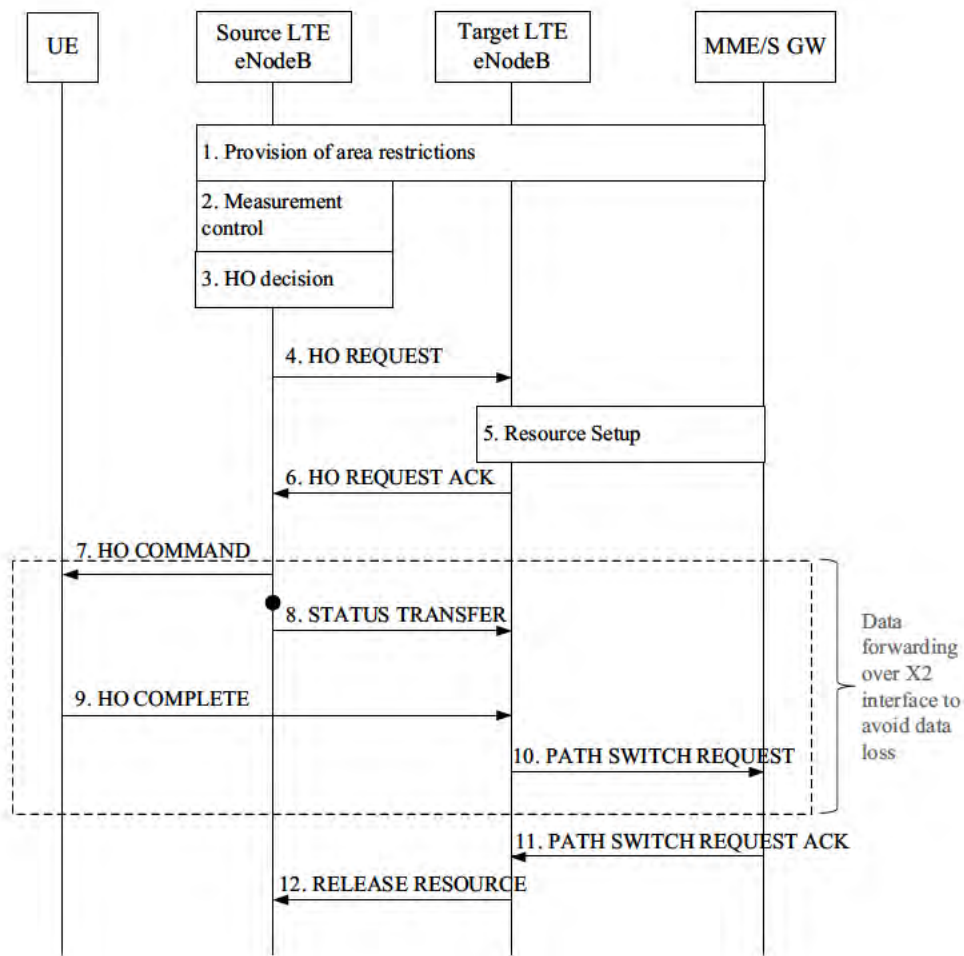 UE
Source LTE
eNodeB
Target LTE
eNodeB
MME/S GW
1. Provision of area restrictions
2. Measurement
control
3. HO decision
4. HO REQUEST
5. Resource Setup
6. HO REQUEST ACK
7. HO COMMAND
8. STATUS TRANSFER
9. HO COMPLETE
10. PATH SWITCH REQUEST
Data
forwarding
over X2
interface to
avoid data
loss
11. PATH SWITCH REQUEST ACK
12. RELEASE RESOURCE